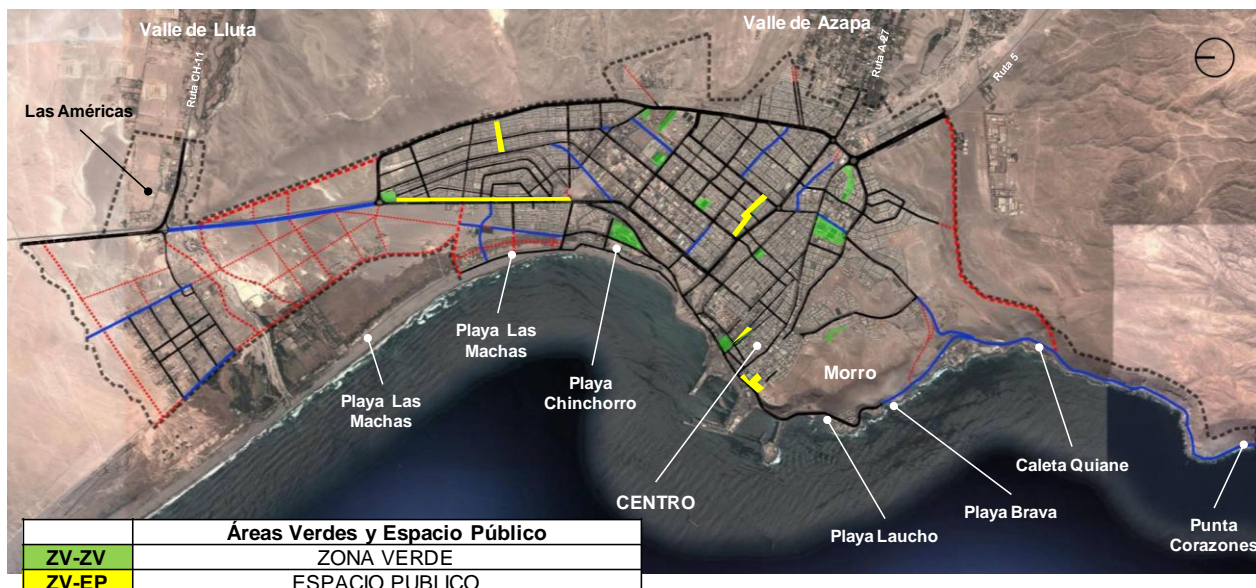 Valle de Lluta
Valle de Azapa
Ruta CH-11
Ruta A-27
Ruta 5
Las Américas
Playa Las
Machas
Playa Las
Machas
Playa
Chinchorro
Morro
CENTRO
Caleta Quiane
Playa Brava
Playa Laucho
Punta
Corazones
Áreas Verdes y Espacio Público
ZV-ZV ZONA VERDE
ZV-EP ESPACIO PUBLICO